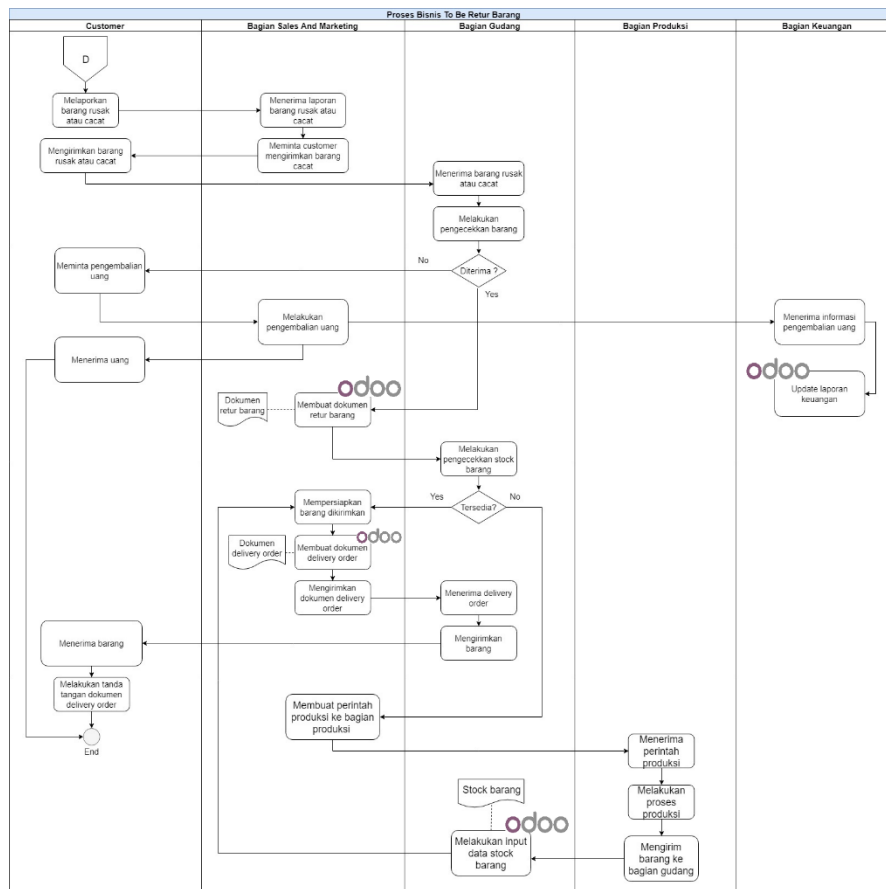 Proses Bisnis To Be Retur Barang
Customer
Bagian Sales And Marketing
Bagian Gudang
Bagian Produksi
Bagian Keuangan
D
Melaporkan
barang rusak
atau cacat
Menerima laporan
barang rusak atau
cacat
Mengirimkan barang
rusak atau cacat
Meminta customer
mengirimkan barang
cacat
Menerima barang rusak
atau cacat
Melakukan
pengecekkan barang
No
Diterima ?
Yes
Meminta pengembalian
uang
Melakukan
pengembalian uang
Menerima informasi
pengembalian uang
Menerima uang
odoo
Update laporan
keuangan
odoo
Dokumen
retur barang
Membuat dokumen
retur barang
Melakukan
pengecekkan stock
barang
Yes
Tersedia?
No
Mempersiapkan
barang dikirimkan
odoo
Dokumen
delivery order
Membuat dokumen
delivery order
Mengirimkan
dokumen delivery
order
Menerima delivery
order
Mengirimkan
barang
Menerima barang
Melakukan tanda
tangan dokumen
delivery order
End
Membuat perintah
produksi ke bagian
produksi
Menerima
perintah
produksi
Melakukan
proses
produksi
Stock barang
odoo
Melakukan input
data stock
barang
Mengirim
barang ke
bagian gudang